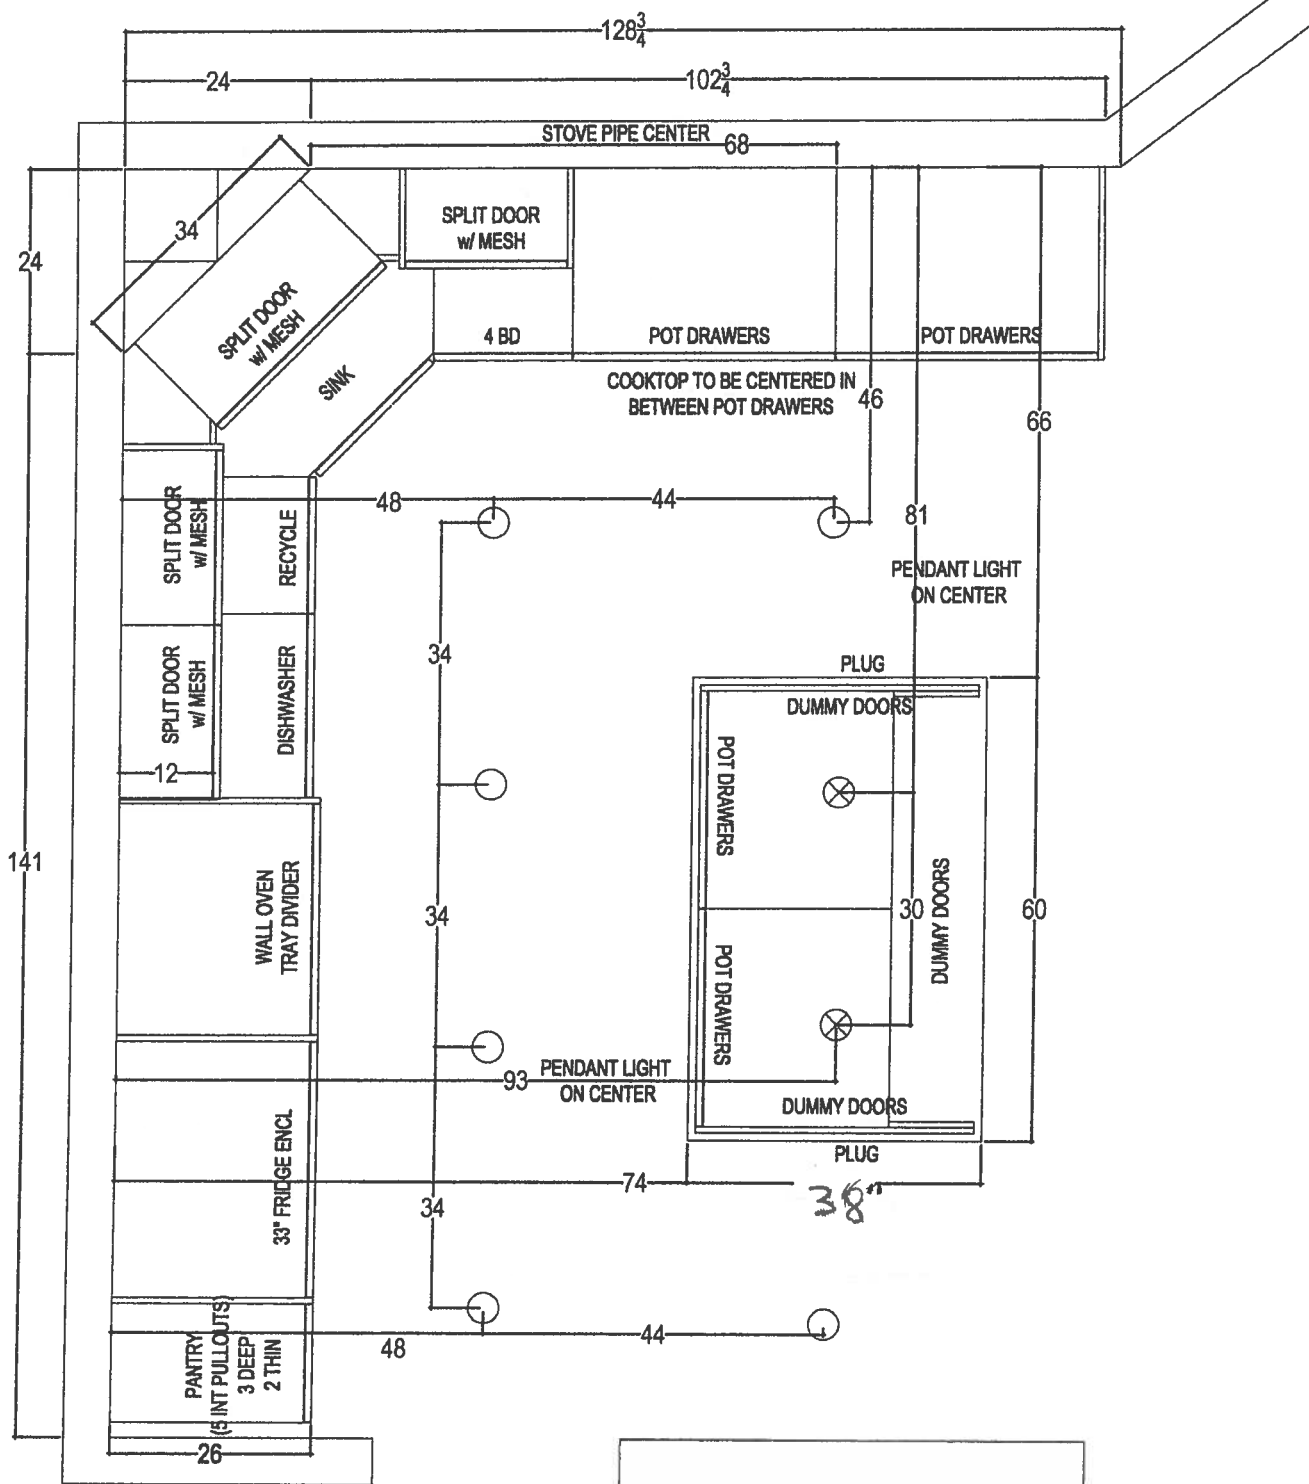 128 3/4
24
102 3/4
STOVE PIPE CENTER
68
34
24
SPLIT DOOR
w/ MESH
SPLIT DOOR
w/ MESH
4 BD
POT DRAWERS
POT DRAWERS
SINK
COOKTOP TO BE CENTERED IN
BETWEEN POT DRAWERS
46
66
48
44
81
SPLIT DOOR
w/ MESH
RECYCLE
PENDANT LIGHT
ON CENTER
34
SPLIT DOOR
w/ MESH
DISHWASHER
PLUG
DUMMY DOORS
12
POT DRAWERS
141
WALL OVEN
TRAY DIVIDER
34
30
DUMMY DOORS
60
POT DRAWERS
93
PENDANT LIGHT
ON CENTER
DUMMY DOORS
PLUG
33" FRIDGE ENCL
74
38"
34
PANTRY
(5 INT PULLOUTS)
3 DEEP
2 THIN
48
44
26